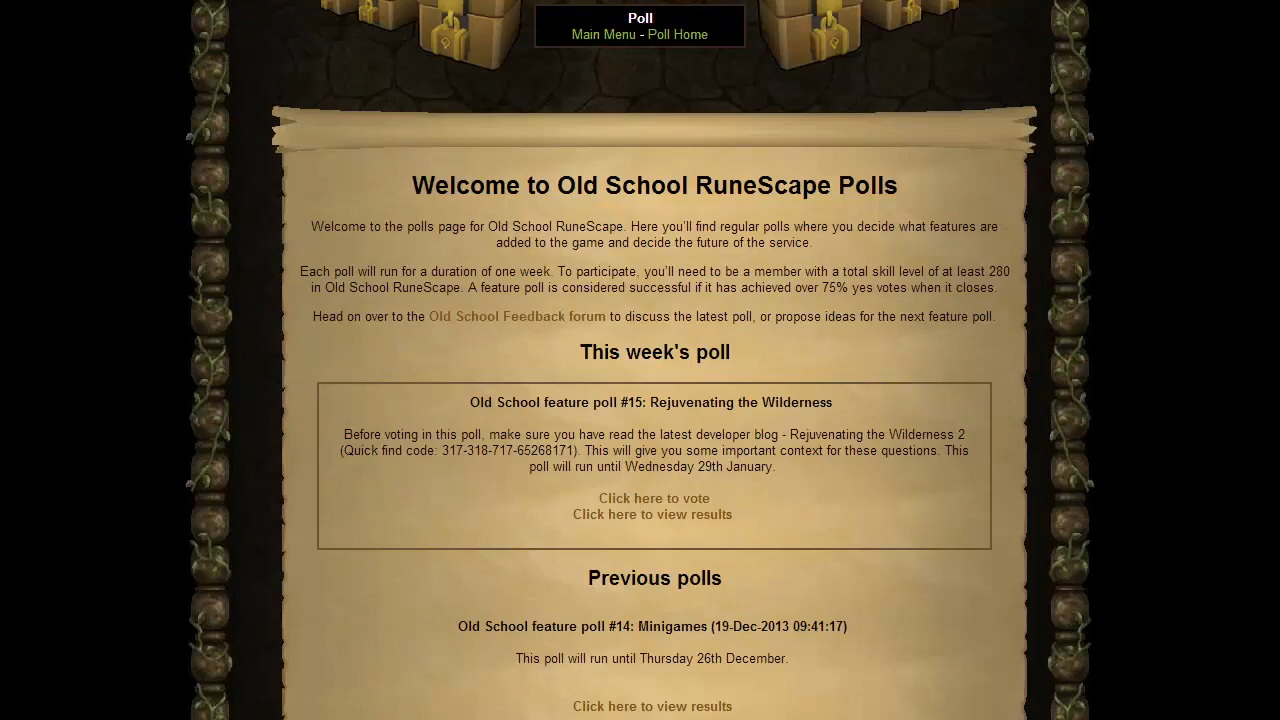 Poll
Main Menu - Poll Home
Welcome to Old School RuneScape Polls
Welcome to the polls page for Old School RuneScape. Here you'll find regular polls where you decide what features are
added to the game and decide the future of the service.
Each poll will run for a duration of one week. To participate, you'll need to be a member with a total skill level of at least 280
in Old School RuneScape. A feature poll is considered successful if it has achieved over 75% yes votes when it closes.
Head on over to the Old School Feedback forum to discuss the latest poll, or propose ideas for the next feature poll.
This week's poll
Old School feature poll #15: Rejuvenating the Wilderness
Before voting in this poll, make sure you have read the latest developer blog - Rejuvenating the Wilderness 2
(Quick find code: 317-318-717-65268171). This will give you some important context for these questions. This
poll will run until Wednesday 29th January.
Click here to vote
Click here to view results
Previous polls
Old School feature poll #14: Minigames (19-Dec-2013 09:41:17)
This poll will run until Thursday 26th December.
Click here to view results